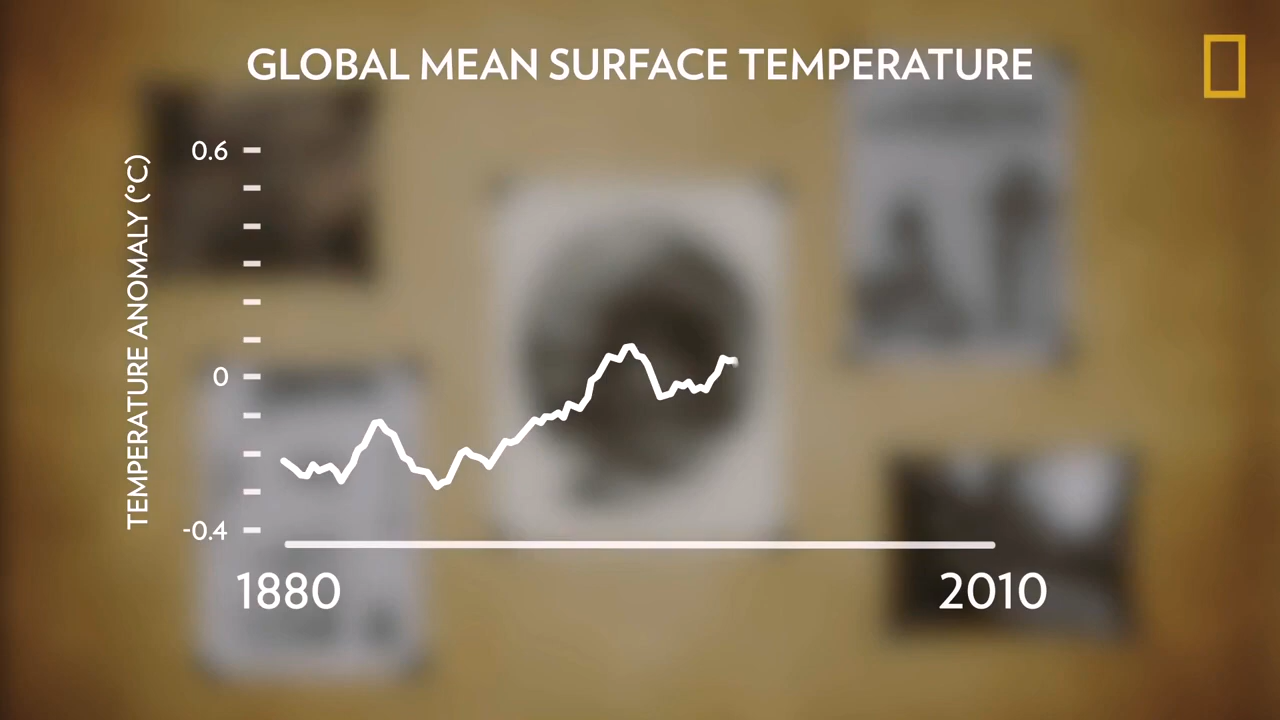 GLOBAL MEAN SURFACE TEMPERATURE
TEMPERATURE ANOMALY (°C)
0.6
0
-0.4
1880
2010